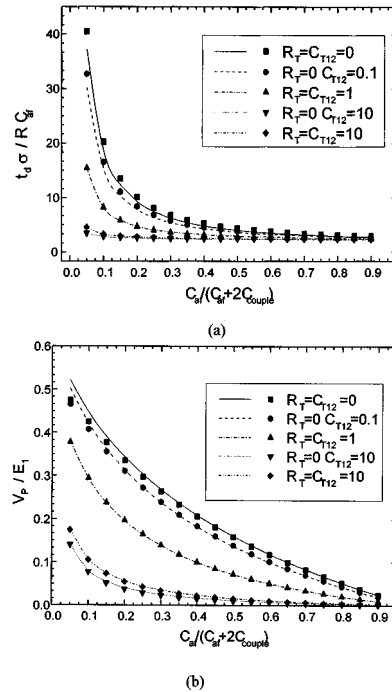 t_d σ / R C_af
50
40
30
20
10
0
R_T=C_T12=0
R_T=0 C_T12=0.1
R_T=C_T12=1
R_T=0 C_T12=10
R_T=C_T12=10
0.0 0.1 0.2 0.3 0.4 0.5 0.6 0.7 0.8 0.9
C_af/(C_af+2C_couple)
(a)
V_P / E_1
0.6
0.5
0.4
0.3
0.2
0.1
0.0
R_T=C_T12=0
R_T=0 C_T12=0.1
R_T=C_T12=1
R_T=0 C_T12=10
R_T=C_T12=10
0.0 0.1 0.2 0.3 0.4 0.5 0.6 0.7 0.8 0.9
C_af/(C_af+2C_couple)
(b)